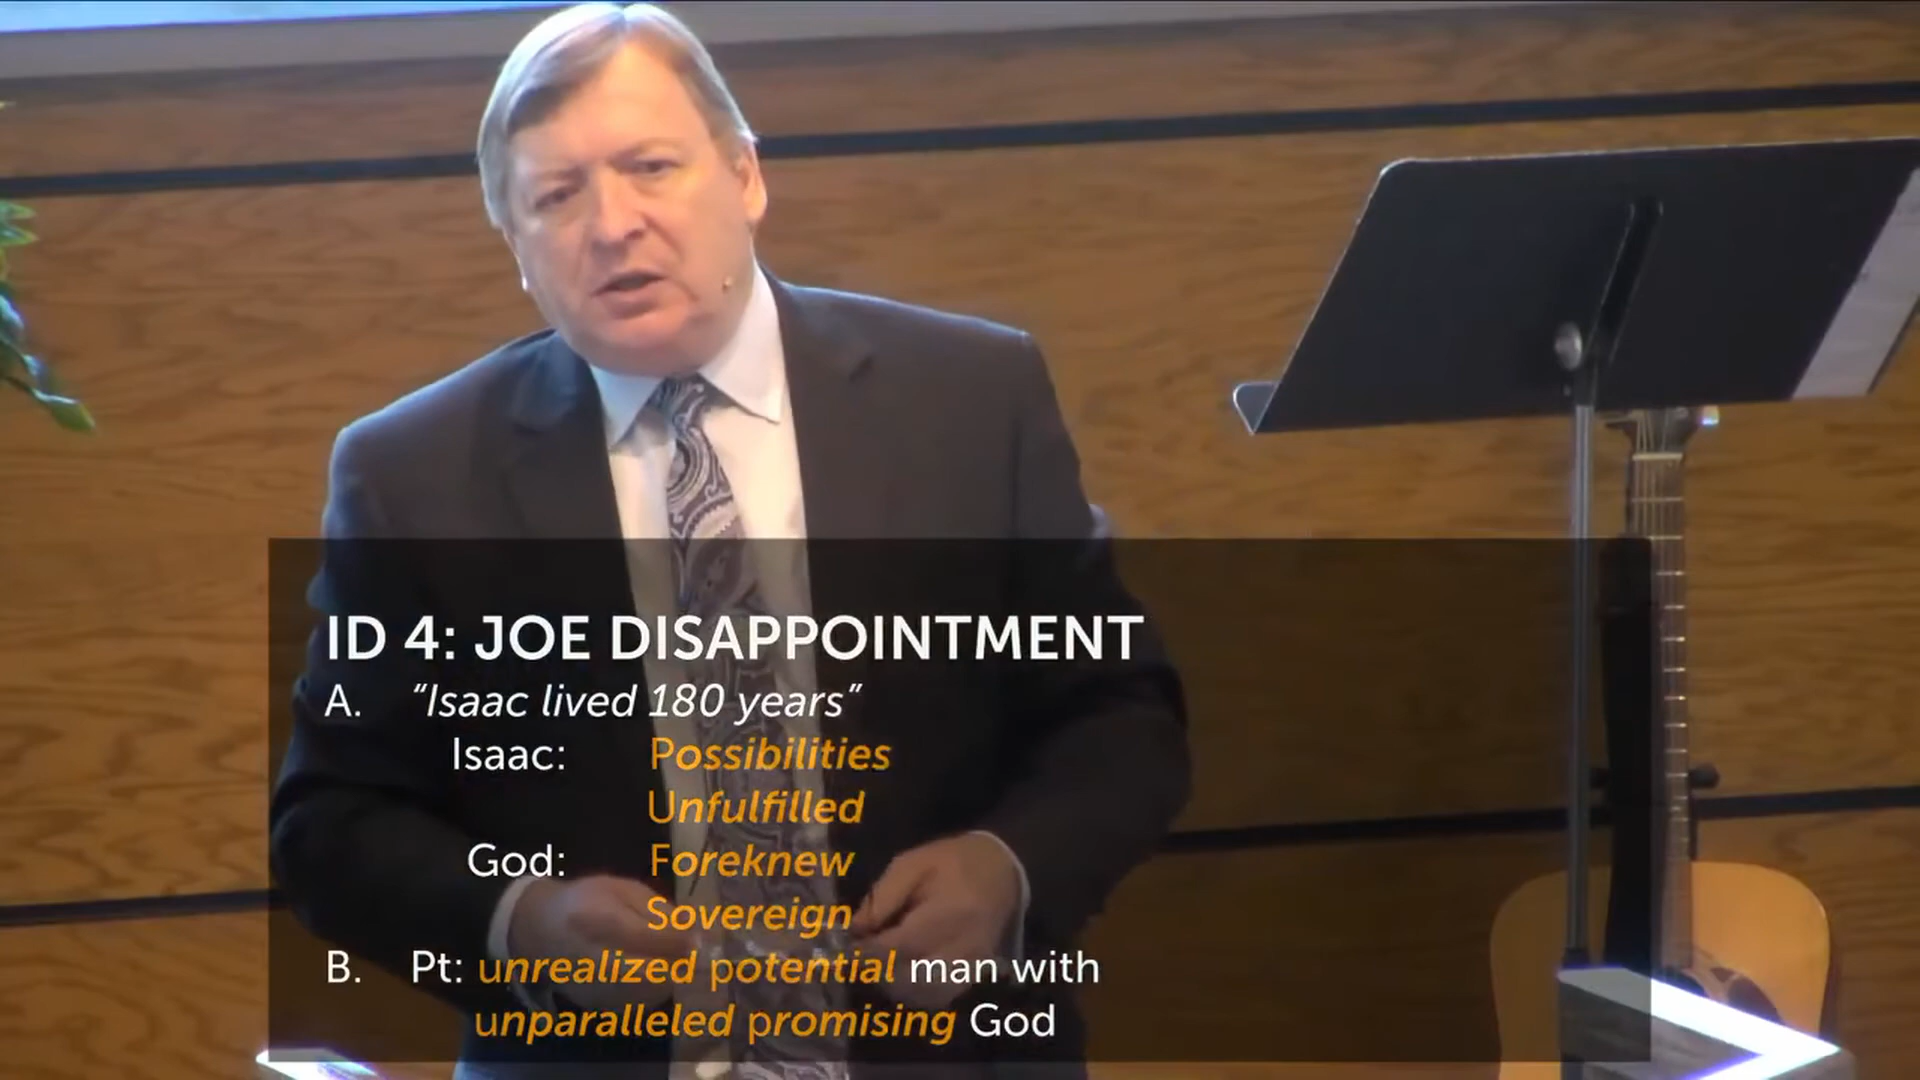 ID 4: JOE DISAPPOINTMENT
A. “Isaac lived 180 years”
Isaac: Possibilities
Unfulfilled
God: Foreknew
Sovereign
B. Pt: unrealized potential man with
unparalleled promising God